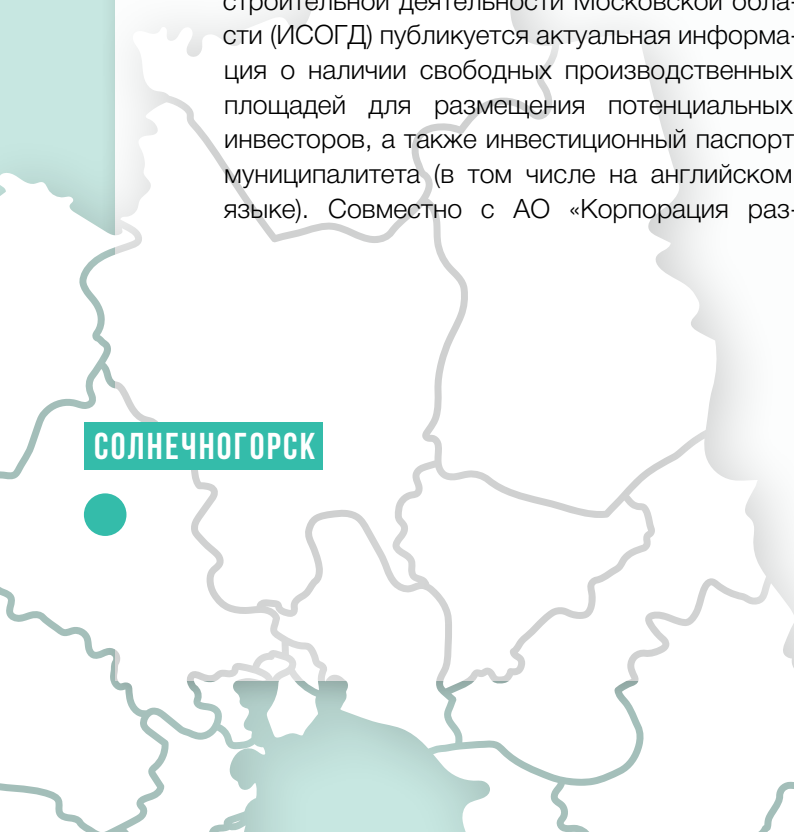 строительной деятельности Московской обла-
сти (ИСОГД) публикуется актуальная информа-
ция о наличии свободных производственных
площадей для размещения потенциальных
инвесторов, а также инвестиционный паспорт
муниципалитета (в том числе на английском
языке). Совместно с АО «Корпорация раз-
СОЛНЕЧНОГОРСК